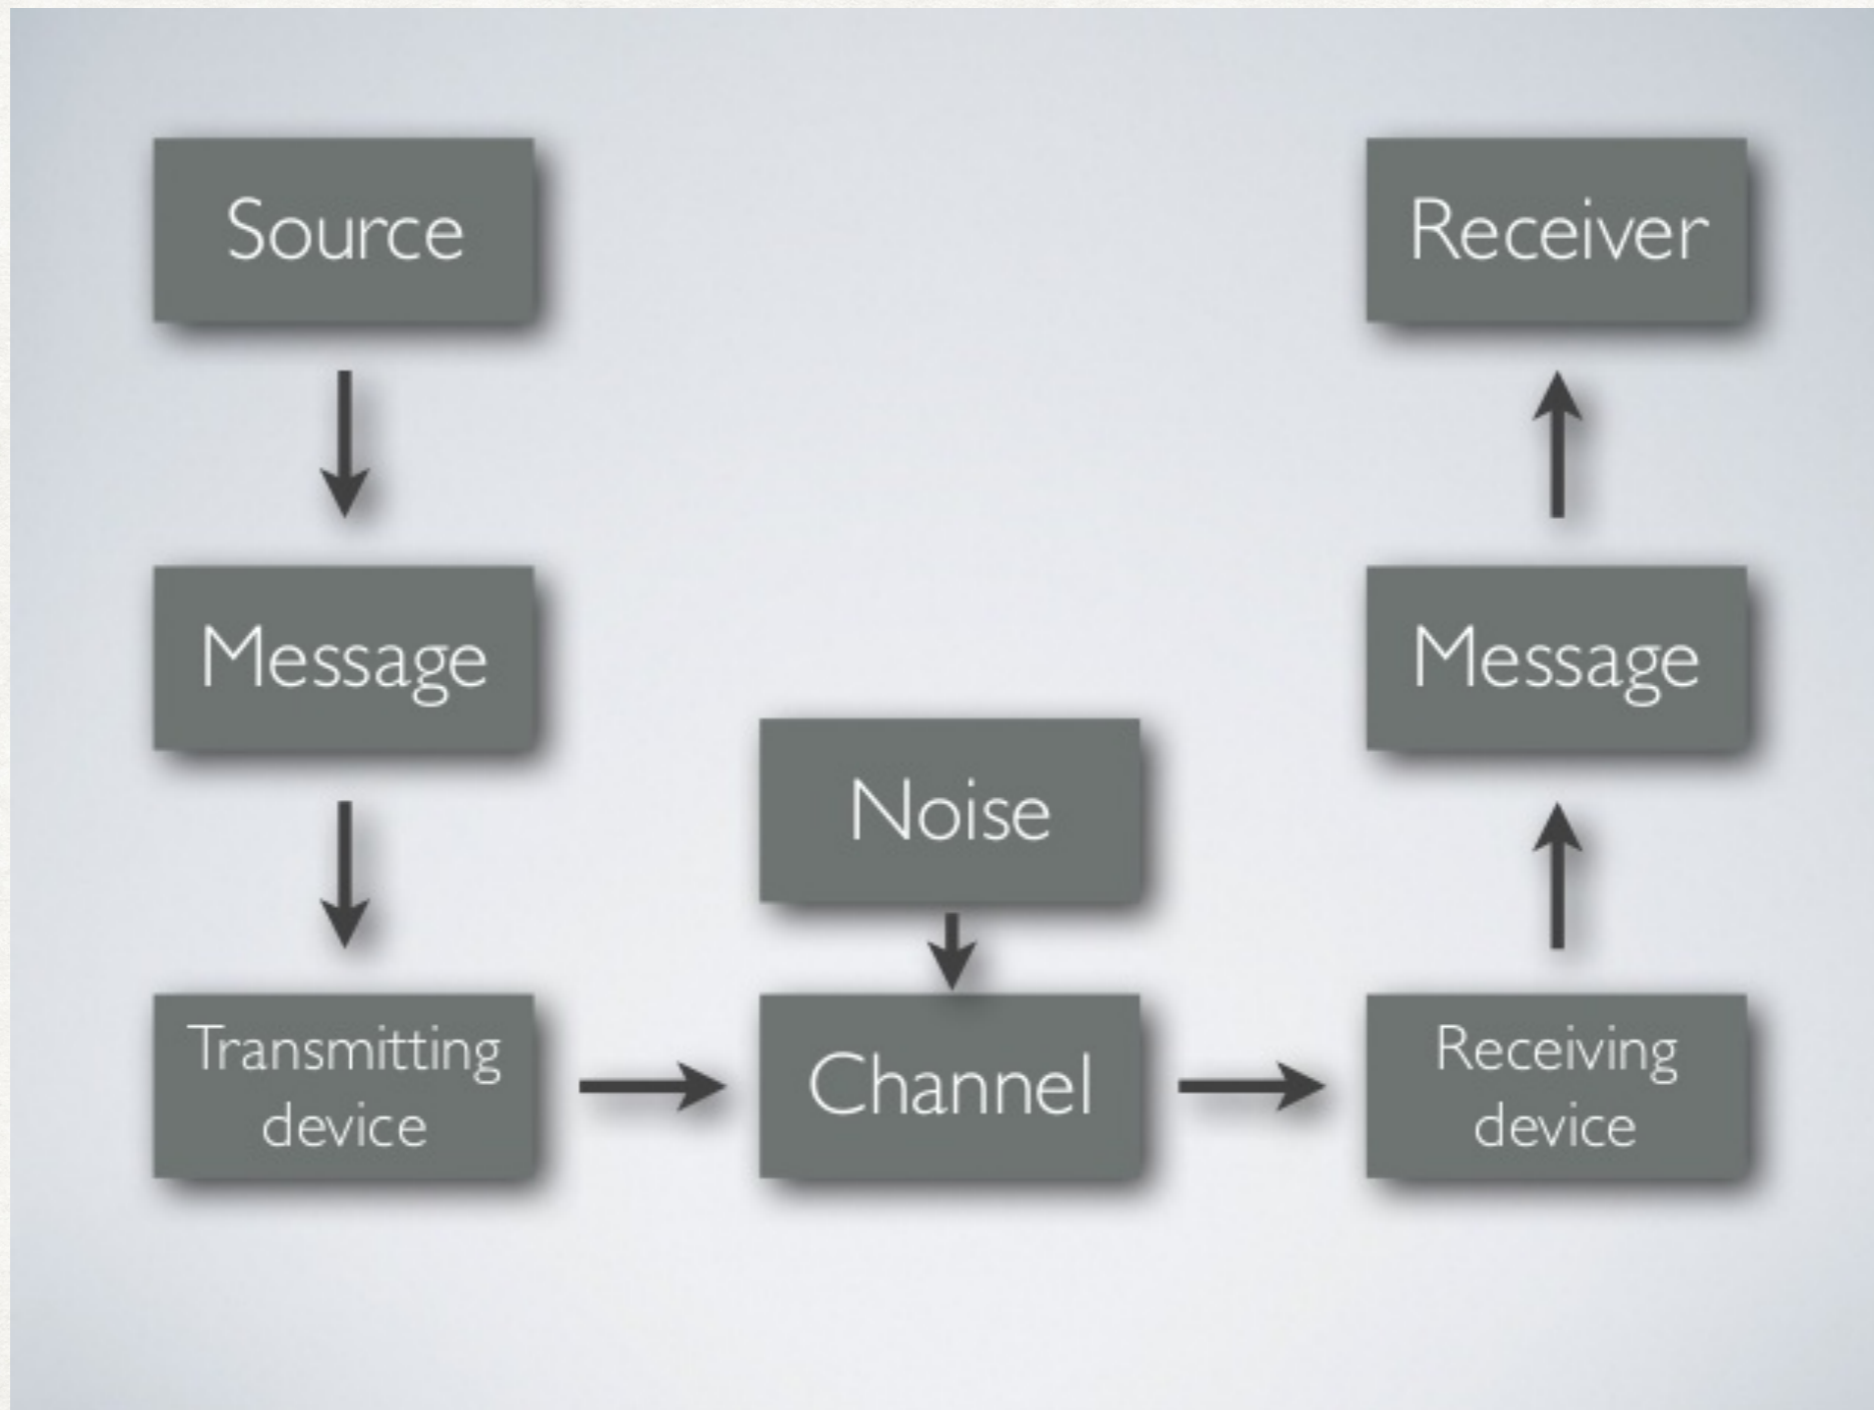 Source
Message
Transmitting
device
Noise
Channel
Receiving
device
Message
Receiver